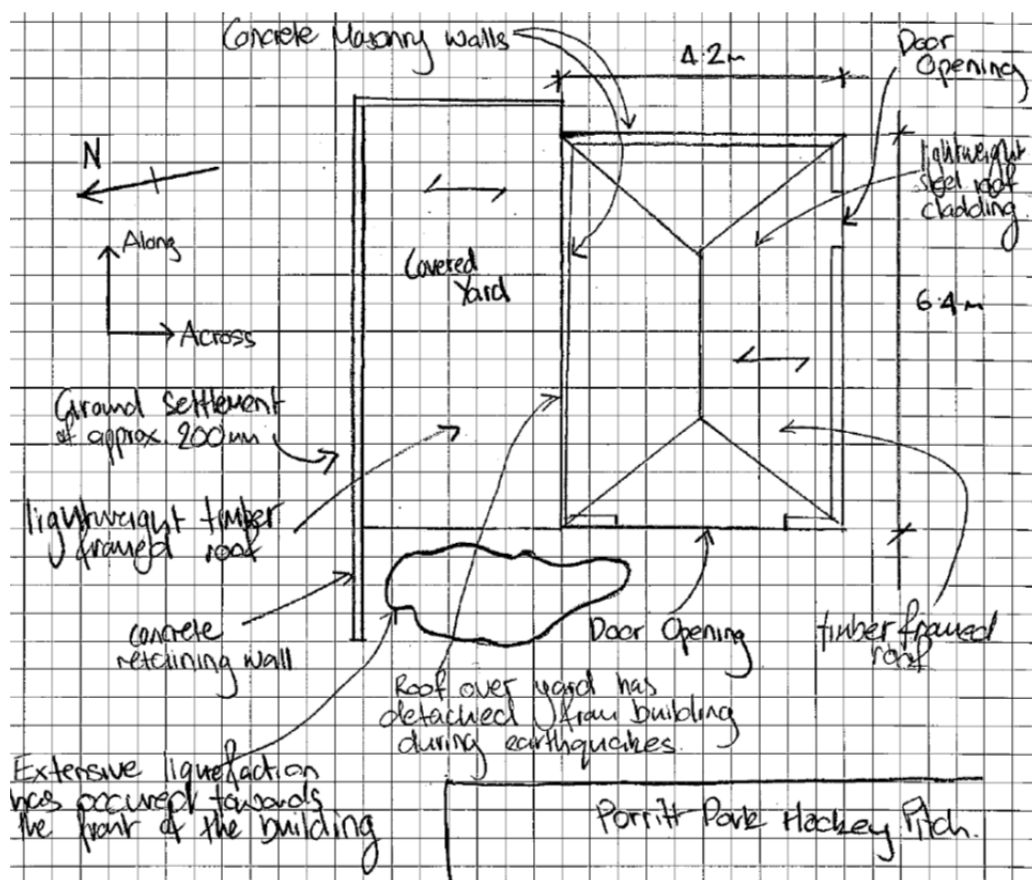 Concrete Masonry walls
4.2m
Door
Opening
N
lightweight
steel roof
cladding.
Along
Covered
Yard
6.4m
Across
Ground Settlement
of approx. 200mm
lightweight timber
framed roof
concrete
retaining wall
Door Opening
timber framed
roof
Roof over yard has
detached from building
during earthquakes.
Extensive liquefaction
has occured towards
the front of the building
Porritt Park Hockey Pitch.